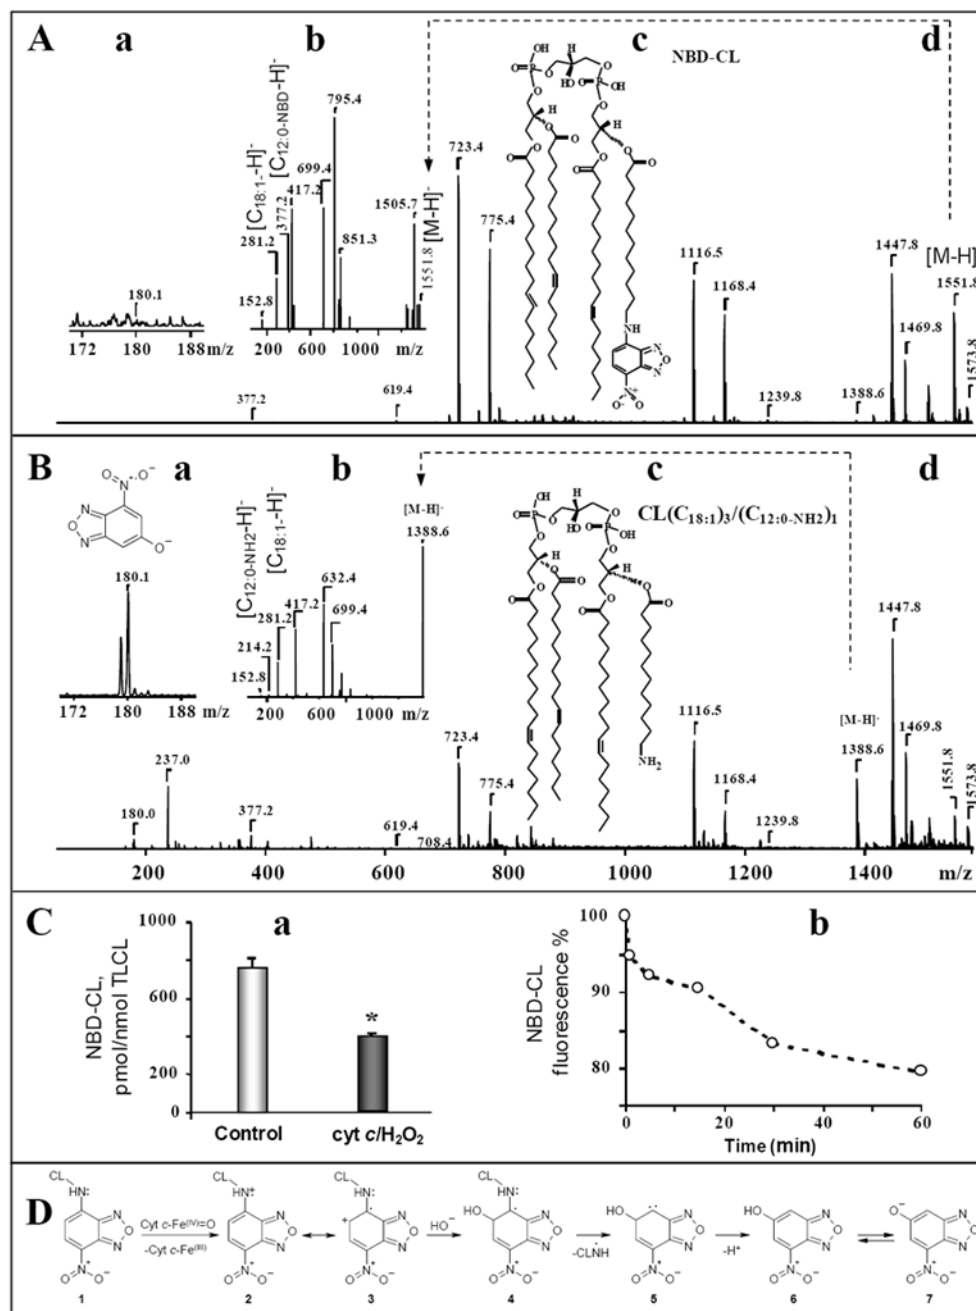 A
a
b
c
d
NBD-CL
[C18:1-H]-
[C12:0-NBD-H]-
795.4
699.4
417.2
377.2
281.2
152.8
851.3
1505.7
[M-H]-
1551.8
200 600 1000 m/z
180.1
172 180 188 m/z
723.4
775.4
1116.5
1168.4
1447.8
[M-H]-
1551.8
1469.8
1573.8
377.2
619.4
1239.8
1388.6
OH
O=P
H
HO
O=P OH
HN
N
O
N
N+
O- O
B
a
b
c
d
O N+ O-
N
O
N
O-
180.1
172 180 188 m/z
[C12:0-NH2-H]-
[C18:1-H]-
632.4
417.2
281.2
699.4
214.2
152.8
[M-H]-
1388.6
200 600 1000 m/z
CL(C18:1)3/(C12:0-NH2)1
NH2
237.0
180.0
377.2
619.4
708.4
723.4
775.4
1116.5
1168.4
1239.8
[M-H]-
1388.6
1447.8
1469.8
1551.8
1573.8
200 400 600 800 1000 1200 1400 m/z
C
a
b
NBD-CL,
pmol/nmol TLCL
1000
600
200
0
*
Control cyt c/H2O2
NBD-CL
fluorescence %
100
90
80
0 20 40 60
Time (min)
D
CL
HN:
Cyt c-Fe(IV)=O
-Cyt c-Fe(III)
HO-
-CLNH
-H+
HO
1 2 3 4 5 6 7